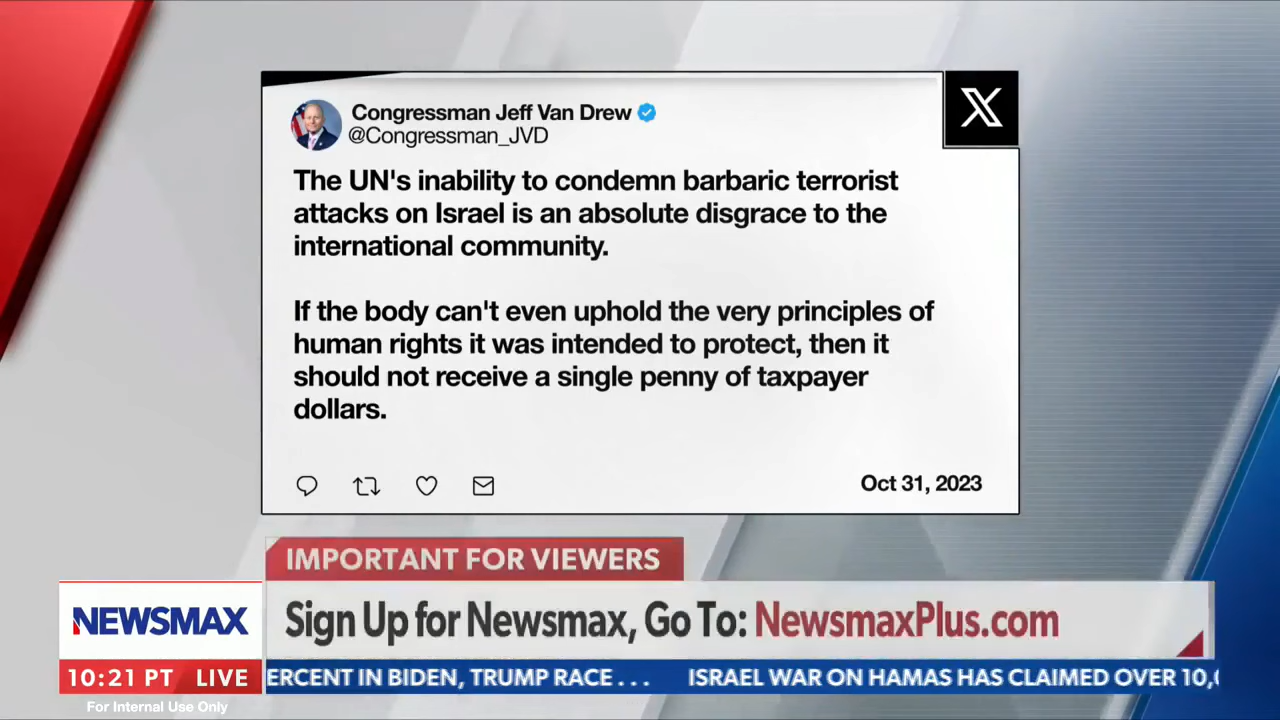 Congressman Jeff Van Drew
@Congressman_JVD
X
The UN's inability to condemn barbaric terrorist
attacks on Israel is an absolute disgrace to the
international community.
If the body can't even uphold the very principles of
human rights it was intended to protect, then it
should not receive a single penny of taxpayer
dollars.
Oct 31, 2023
IMPORTANT FOR VIEWERS
NEWSMAX
Sign Up for Newsmax, Go To: NewsmaxPlus.com
10:21 PT LIVE
ERCENT IN BIDEN, TRUMP RACE . . . ISRAEL WAR ON HAMAS HAS CLAIMED OVER 10,
For Internal Use Only